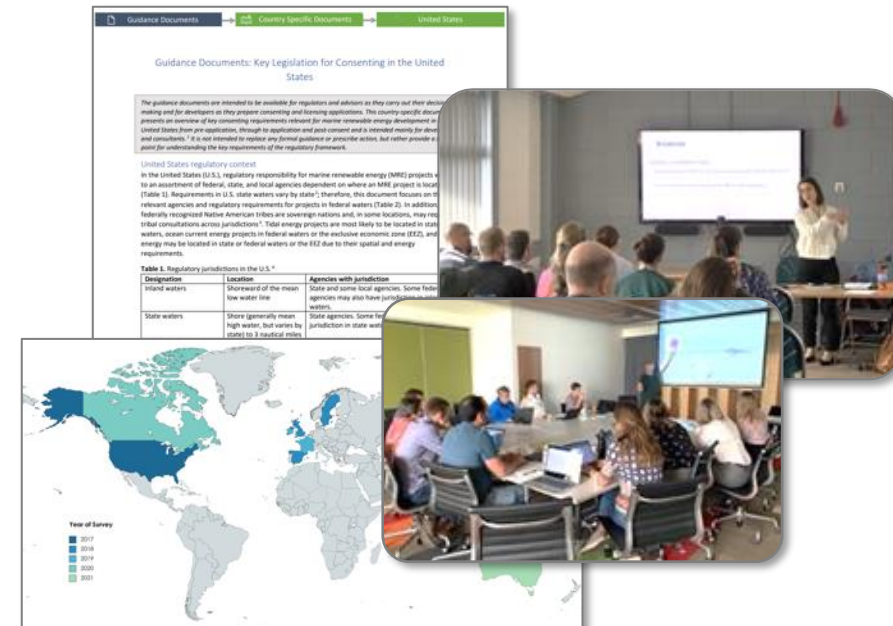 Guidance Documents
Country Specific Documents
United States
Guidance Documents: Key Legislation for Consenting in the United
States
The guidance documents are intended to be available for regulators and advisors as they carry out their
making and for developers as they prepare consenting and licensing applications. This country-specific
presents an overview of key consenting requirements relevant for marine renewable energy development in
United States from pre-application, through to application and post-consent and is intended mainly for
and consultants.¹ It is not intended to replace any formal guidance or prescribe action, but rather provide a
point for understanding the key requirements of the regulatory framework.
United States regulatory context
In the United States (U.S.), regulatory responsibility for marine renewable energy (MRE) projects
to an assortment of federal, state, and local agencies dependent on where an MRE project is
(Table 1). Requirements in U.S. state waters vary by state²; therefore, this document focuses on
relevant agencies and regulatory requirements for projects in federal waters (Table 2). In addition,
federally recognized Native American tribes are sovereign nations and, in some locations, may
tribal consultations across jurisdictions³. Tidal energy projects are most likely to be located in
waters, ocean current energy projects in federal waters or the exclusive economic zone (EEZ), and
energy may be located in state or federal waters or the EEZ due to their spatial and energy
requirements.
Table 1. Regulatory jurisdictions in the U.S.
Designation Location Agencies with jurisdiction
Inland waters Shoreward of the mean State and some local agencies. Some
low water line agencies may also have jurisdiction
waters.
State waters Shore (generally mean State agencies. Some
high water, but varies by jurisdiction in state
state) to 3 nautical miles
Year of Survey
2017
2018
2019
2020
2021